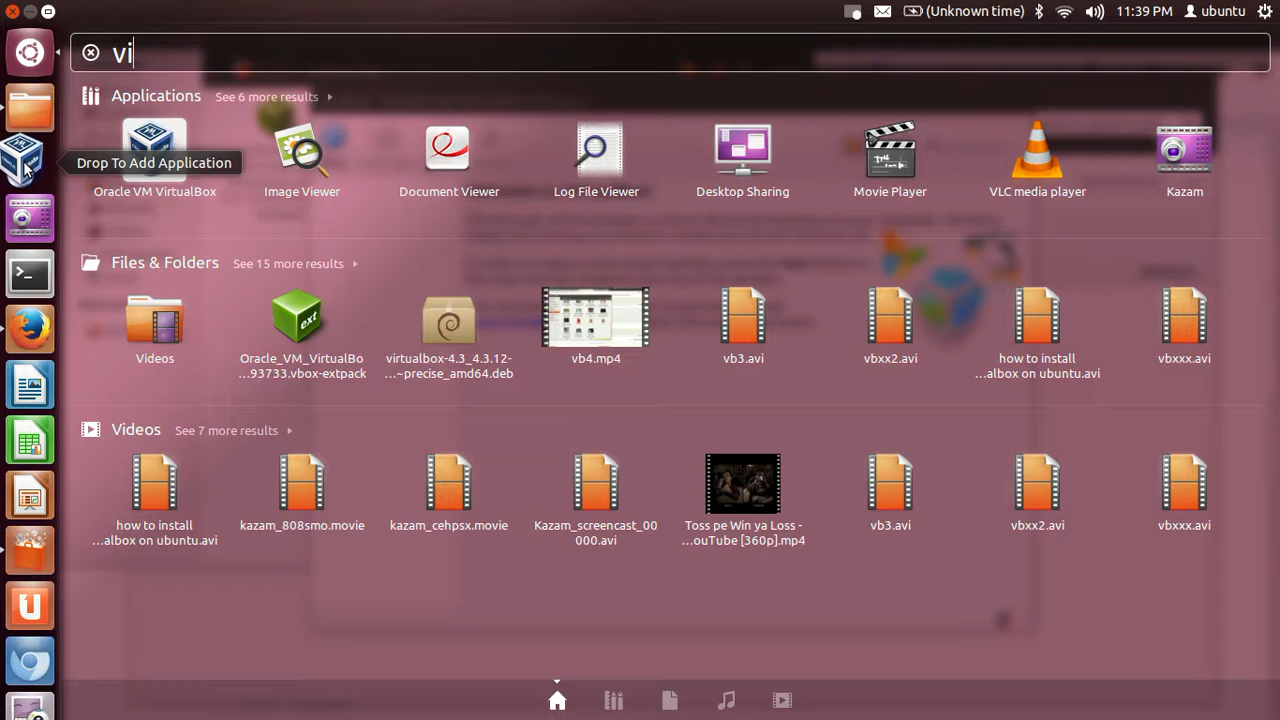 (Unknown time) 11:39 PM ubuntu
vi
Applications See 6 more results
Drop To Add Application
Oracle VM VirtualBox Image Viewer Document Viewer Log File Viewer Desktop Sharing Movie Player VLC media player Kazam
Files & Folders See 15 more results
ext
Videos Oracle_VM_VirtualBo virtualbox-4.3_4.3.12- vb4.mp4 vb3.avi vbxx2.avi how to install vbxxx.avi
...93733.vbox-extpack ...~precise_amd64.deb ...albox on ubuntu.avi
Videos See 7 more results
how to install kazam_808smo.movie kazam_cehpsx.movie Kazam_screencast_00 Toss pe Win ya Loss - vb3.avi vbxx2.avi vbxxx.avi
...albox on ubuntu.avi 000.avi ...ouTube [360p].mp4